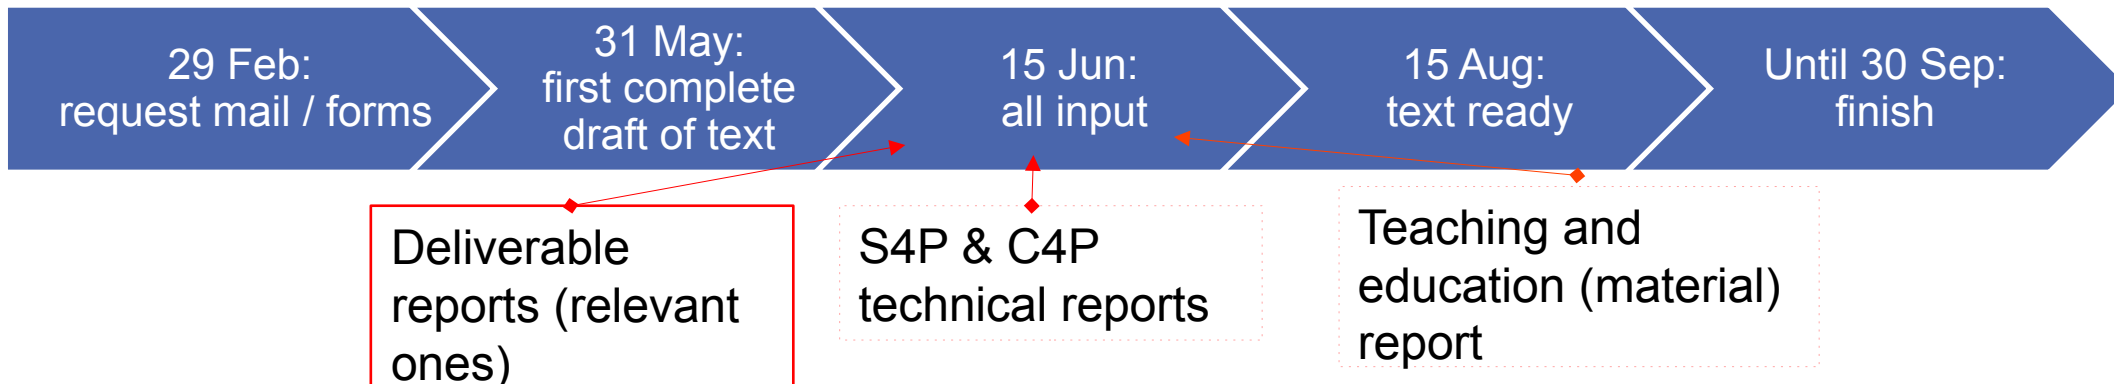 29 Feb:
request mail / forms
31 May:
first complete
draft of text
15 Jun:
all input
15 Aug:
text ready
Until 30 Sep:
finish
Deliverable
reports (relevant
ones)
S4P & C4P
technical reports
Teaching and
education (material)
report